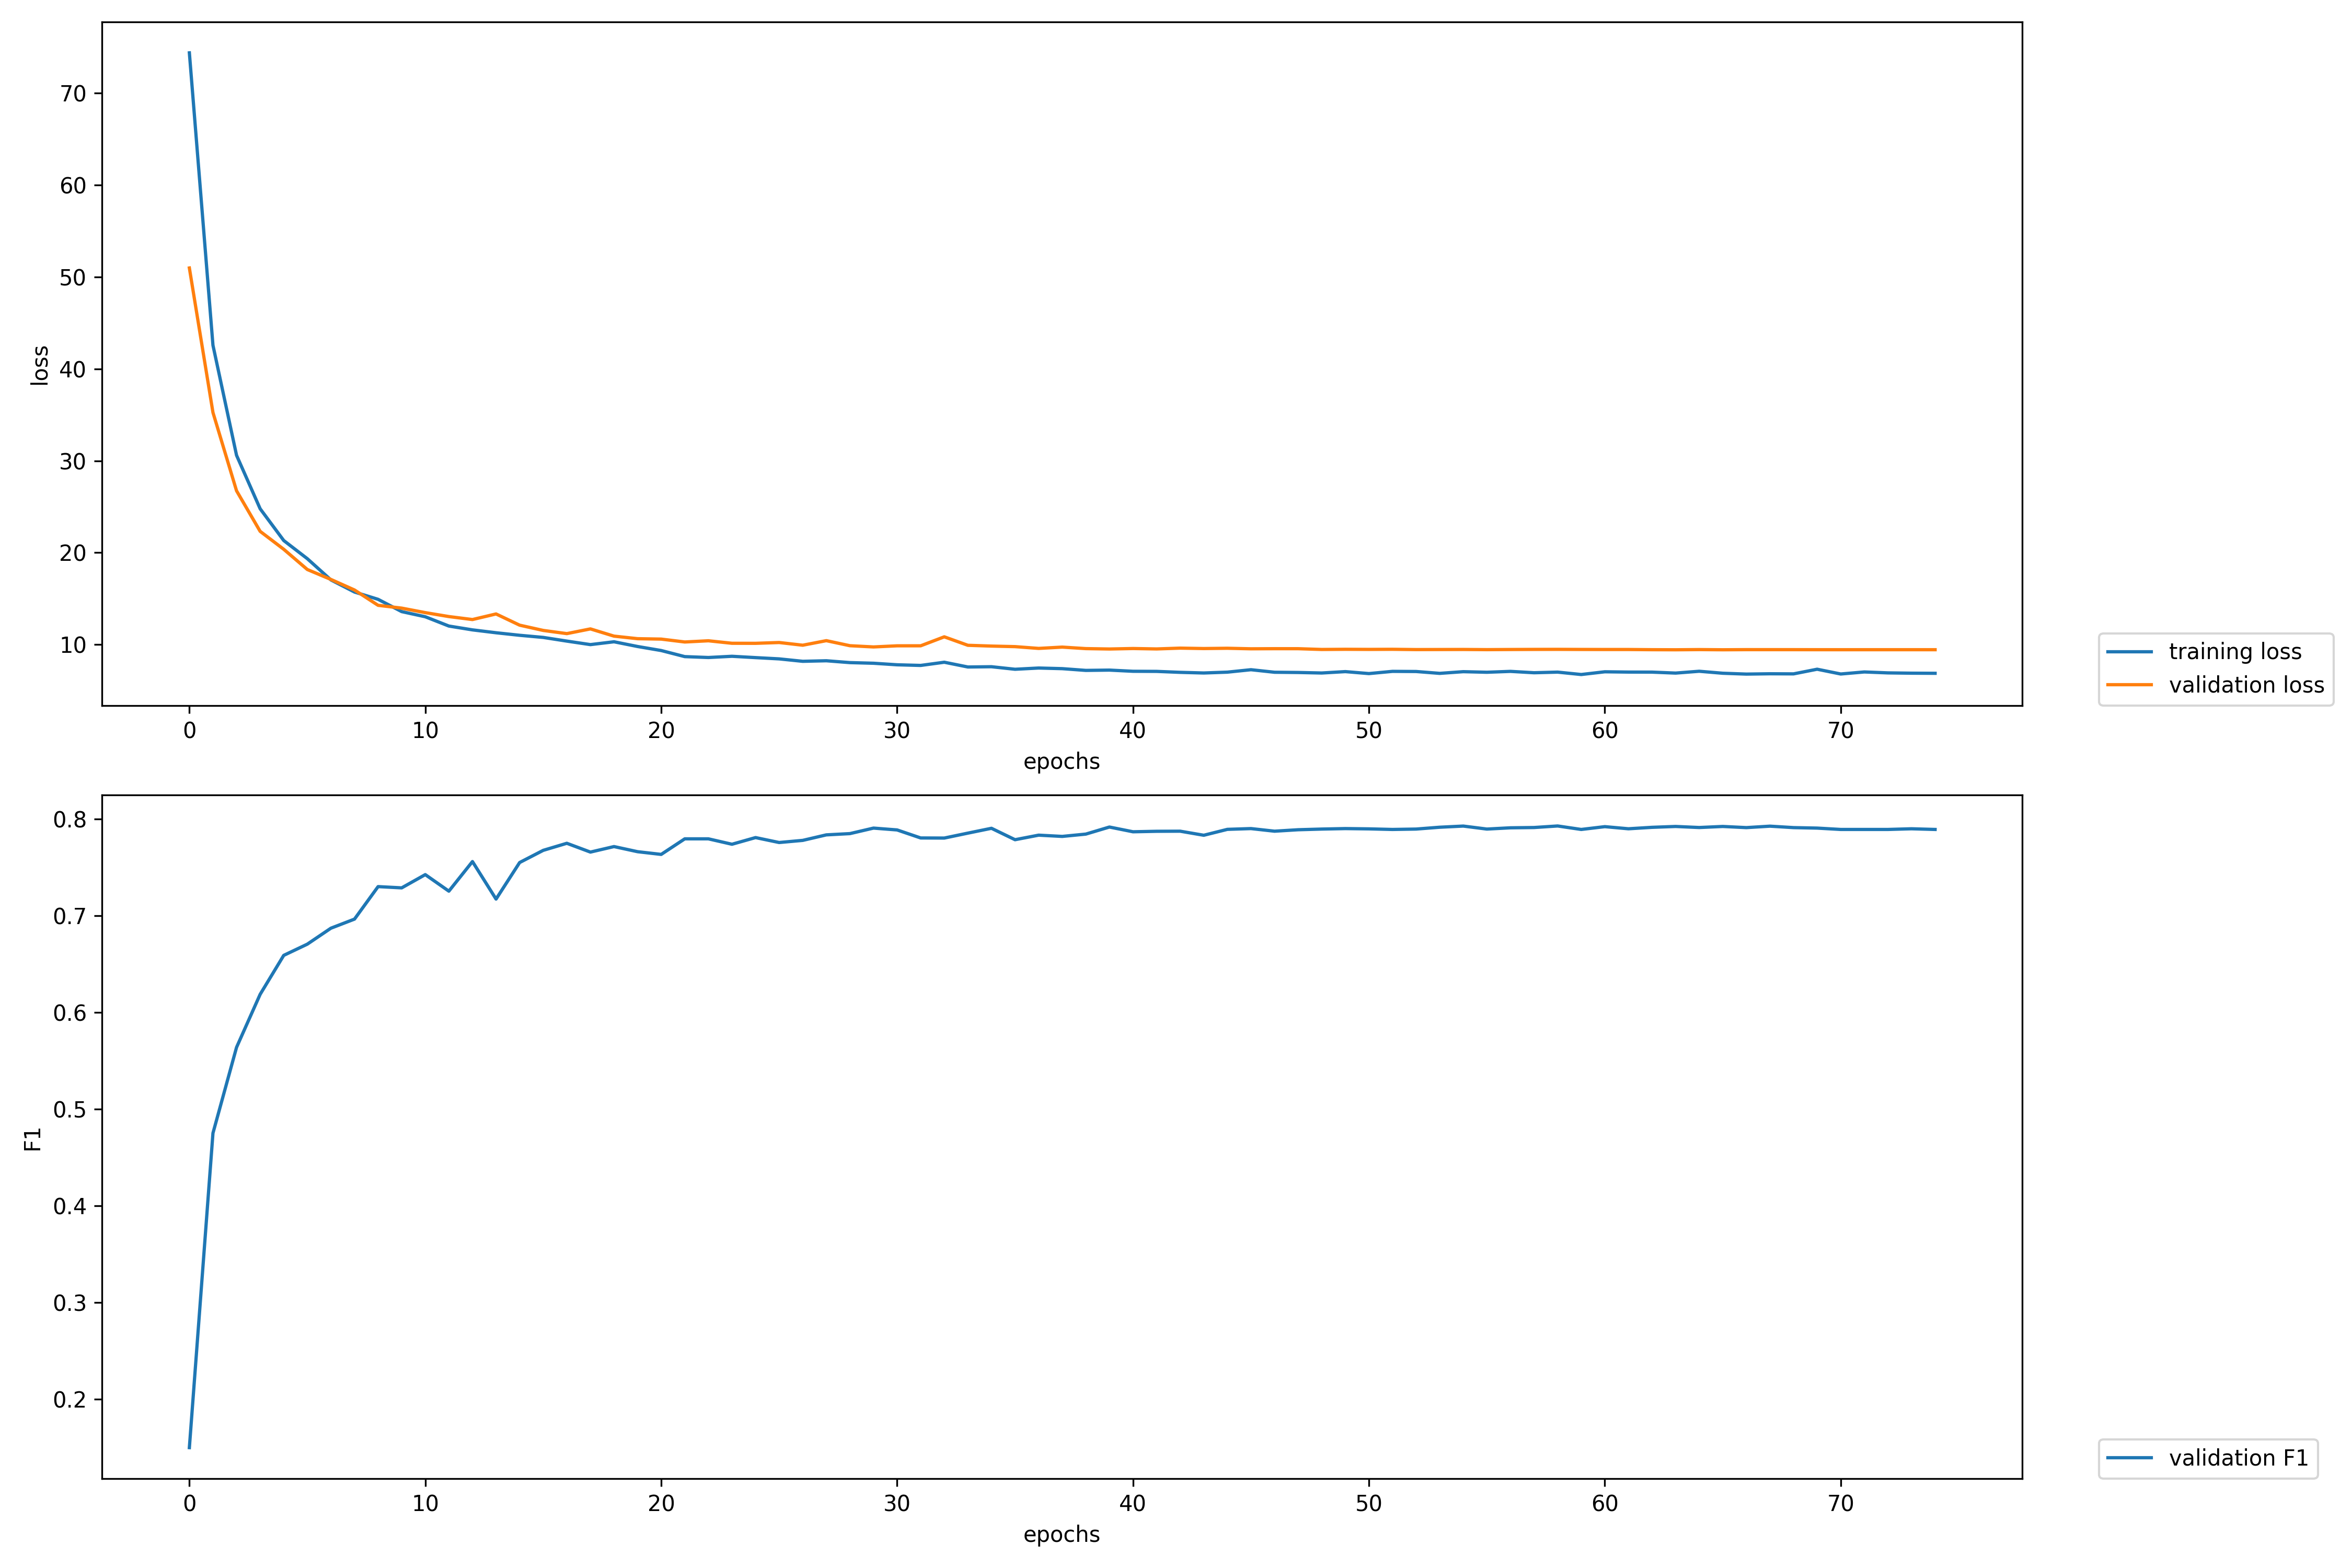 70
60
50
40
30
20
10
loss
0 10 20 30 40 50 60 70
epochs
training loss
validation loss
0.8
0.7
0.6
0.5
0.4
0.3
0.2
F1
0 10 20 30 40 50 60 70
epochs
validation F1